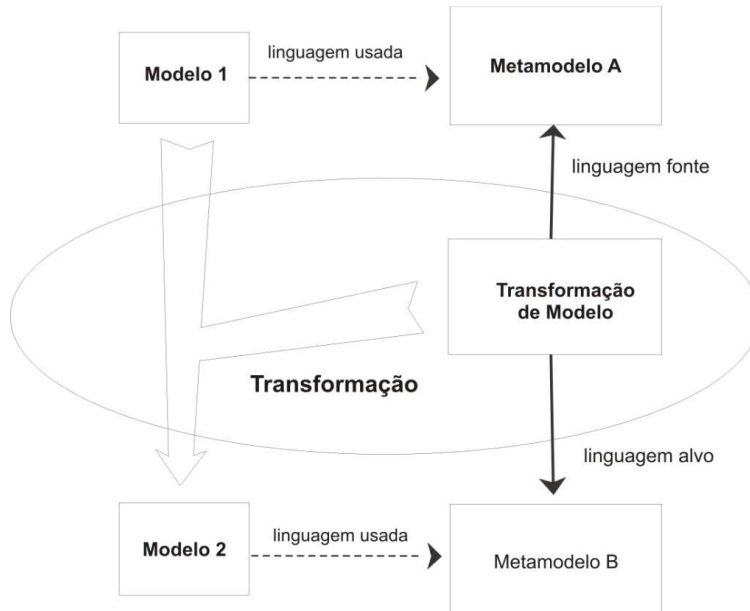 Modelo 1
linguagem usada
Metamodelo A
linguagem fonte
Transformação
de Modelo
Transformação
linguagem alvo
Modelo 2
linguagem usada
Metamodelo B